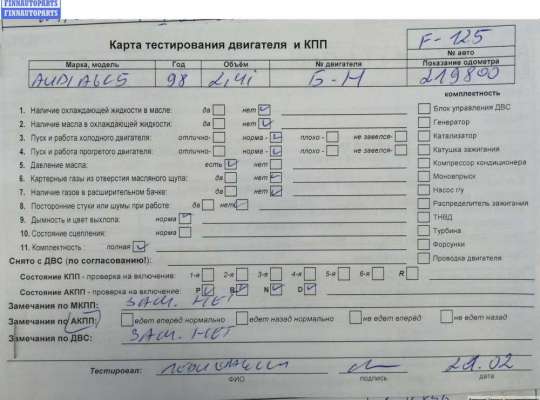 FINNAUTOPARTS
FINNAUTOPARTS
Карта тестирования двигателя и КПП
F-125
№ авто
Марка, модель Год Объём № двигателя Показание одометра
AUDI A6C5 98 2,4i Б-Н 219800
комплектность
1. Наличие охлаждающей жидкости в масле: да нет Блок управления ДВС
2. Наличие масла в охлаждающей жидкости: да нет Генератор
3. Пуск и работа холодного двигателя: отлично- норма - плохо - не завелся- Катализатор
4. Пуск и работа прогретого двигателя: отлично- норма - плохо - не завелся- Катушка зажигания
5. Давление масла: есть нет Компрессор кондиционера
6. Картерные газы из отверстия масляного щупа: да нет Моновпрыск
7. Наличие газов в расширительном бачке: да нет Насос г/у
8. Посторонние стуки или шумы при работе: да нет Распределитель зажигания
9. Дымность и цвет выхлопа: норма ТНВД
10. Состояние сцепления: норма Турбина
11. Комплектность : полная Форсунки
Снято с ДВС (по согласованию!): Проводка двигателя
Состояние КПП - проверка на включение: 1-я 2-я 3-я 4-я 5-я 6-я R
Состояние АКПП - проверка на включение: P R N D
Замечания по МКПП: ЗАМ. НЕТ
Замечания по АКПП: едет вперёд нормально едет назад нормально не едет вперёд не едет назад
Замечания по ДВС: ЗАМ. НЕТ
Тестировал: 21.02
ФИО подпись дата